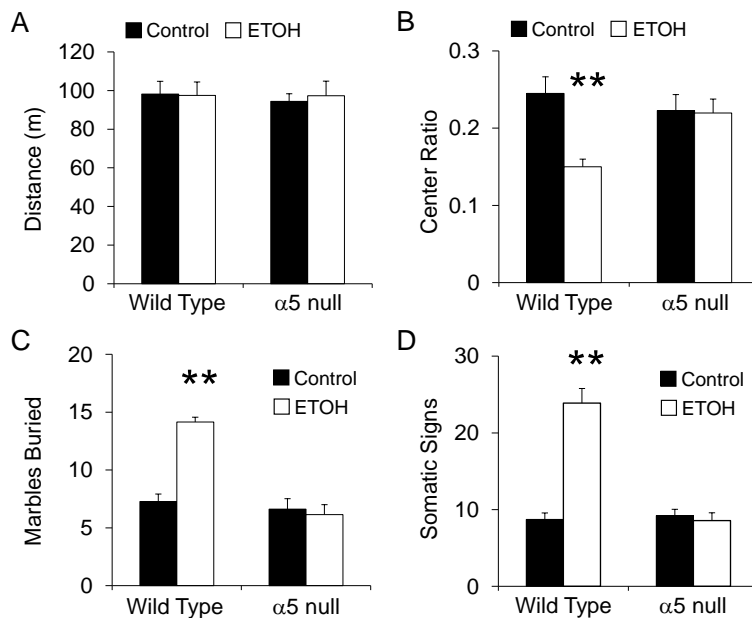 A
Control ETOH
120
100
80
60
40
20
0
Distance (m)
Wild Type α5 null
B
Control ETOH
0.3
0.2
0.1
0
Center Ratio
**
Wild Type α5 null
C
20
15
10
5
0
Marbles Buried
**
Control
ETOH
Wild Type α5 null
D
30
20
10
0
Somatic Signs
**
Control
ETOH
Wild Type α5 null